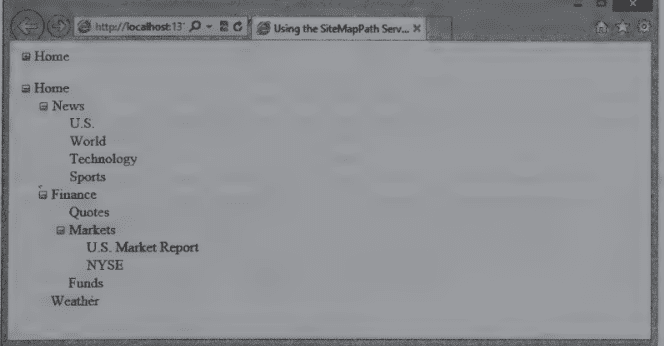 http://localhost:13
Using the SiteMapPath Serv...
Home
Home
News
U.S.
World
Technology
Sports
Finance
Quotes
Markets
U.S. Market Report
NYSE
Funds
Weather